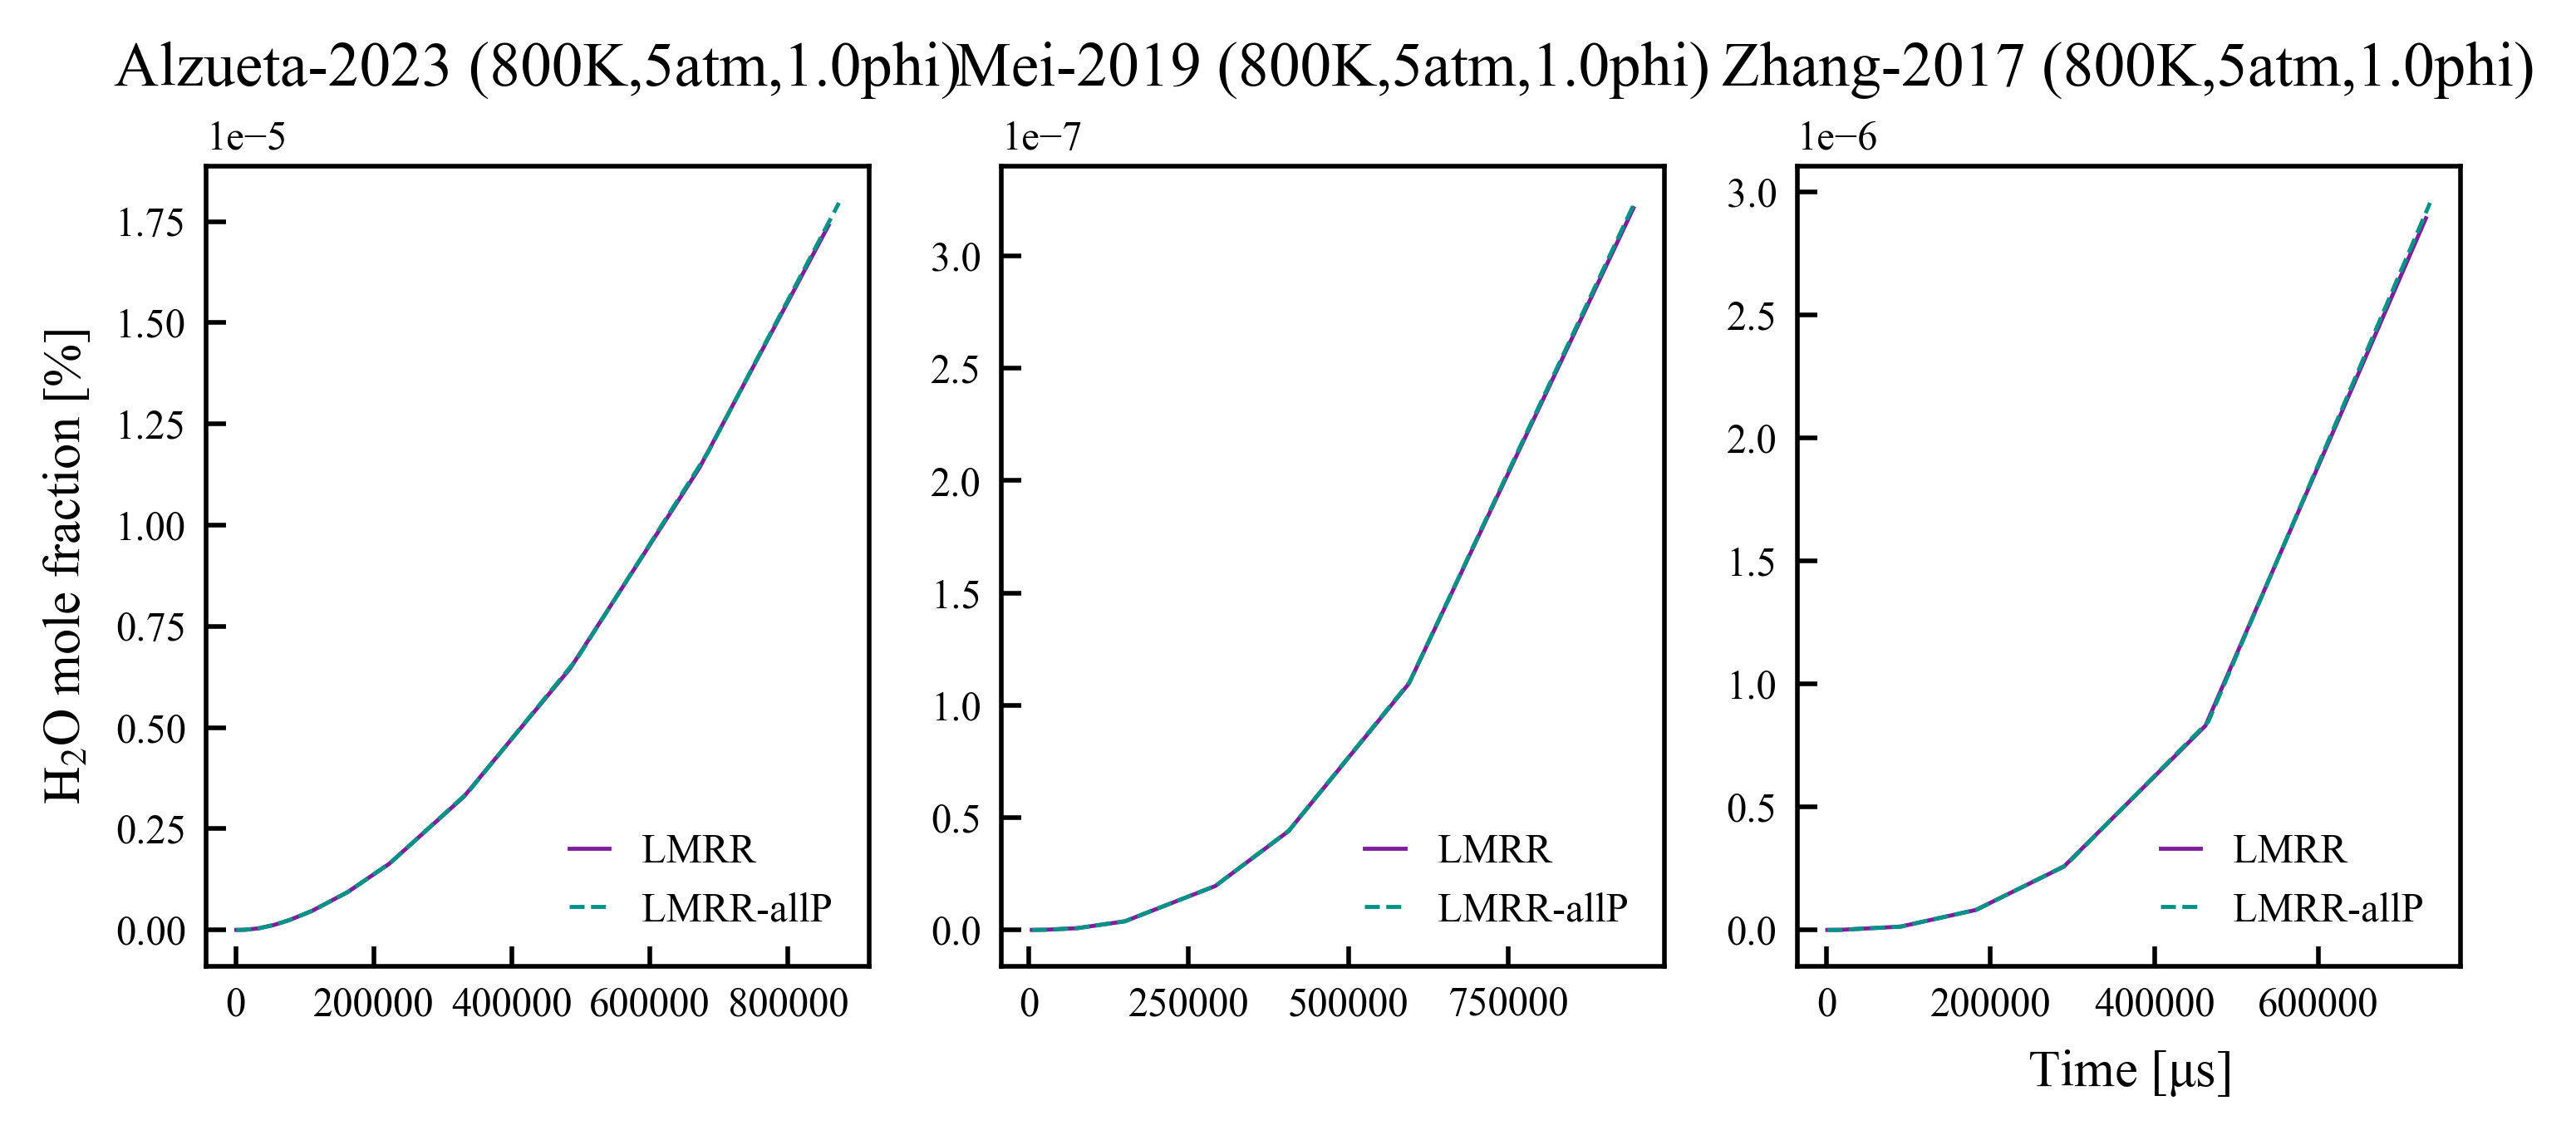 Alzueta-2023 (800K,5atm,1.0phi)
Mei-2019 (800K,5atm,1.0phi)
Zhang-2017 (800K,5atm,1.0phi)
H₂O mole fraction [%]
1e−5
1.75
1.50
1.25
1.00
0.75
0.50
0.25
0.00
LMRR
LMRR-allP
0 200000 400000 600000 800000
1e−7
3.0
2.5
2.0
1.5
1.0
0.5
0.0
LMRR
LMRR-allP
0 250000 500000 750000
1e−6
3.0
2.5
2.0
1.5
1.0
0.5
0.0
LMRR
LMRR-allP
0 200000 400000 600000
Time [μs]